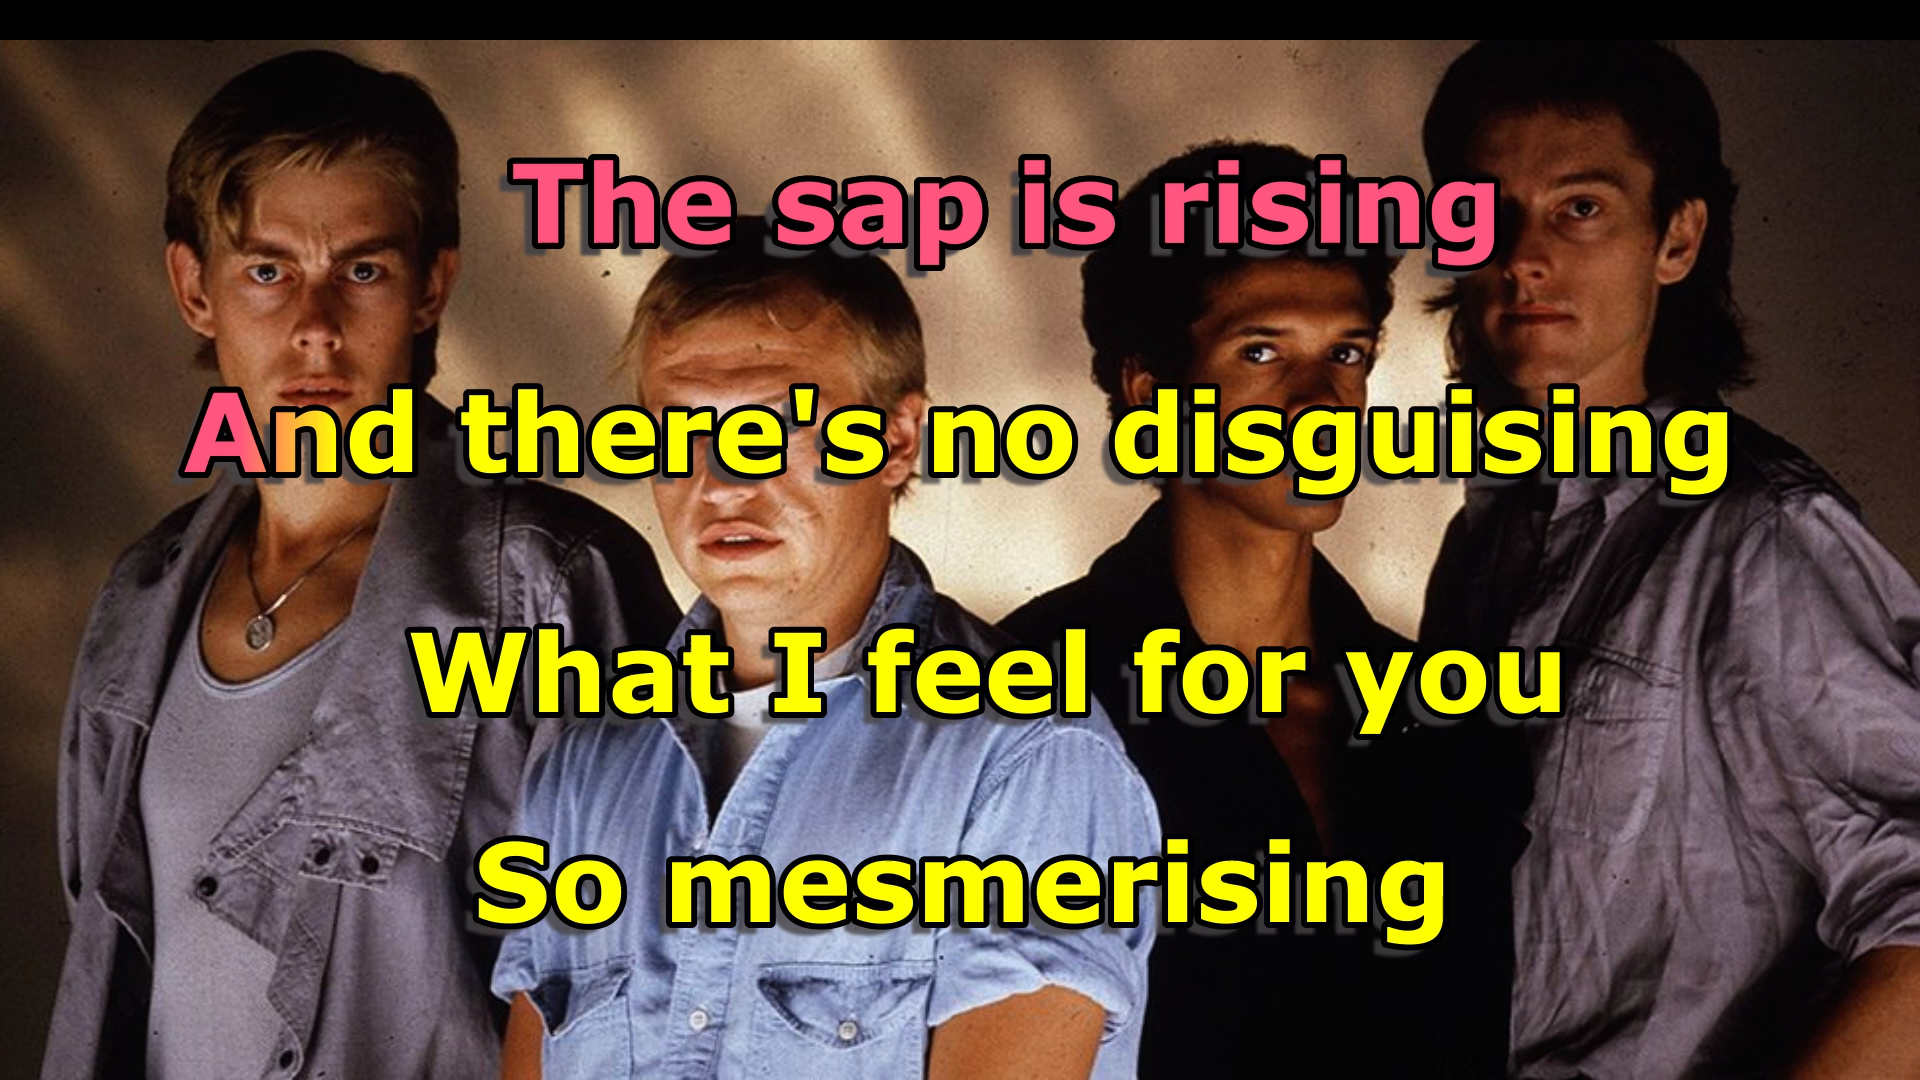 The sap is rising
And there's no disguising
What I feel for you
So mesmerising